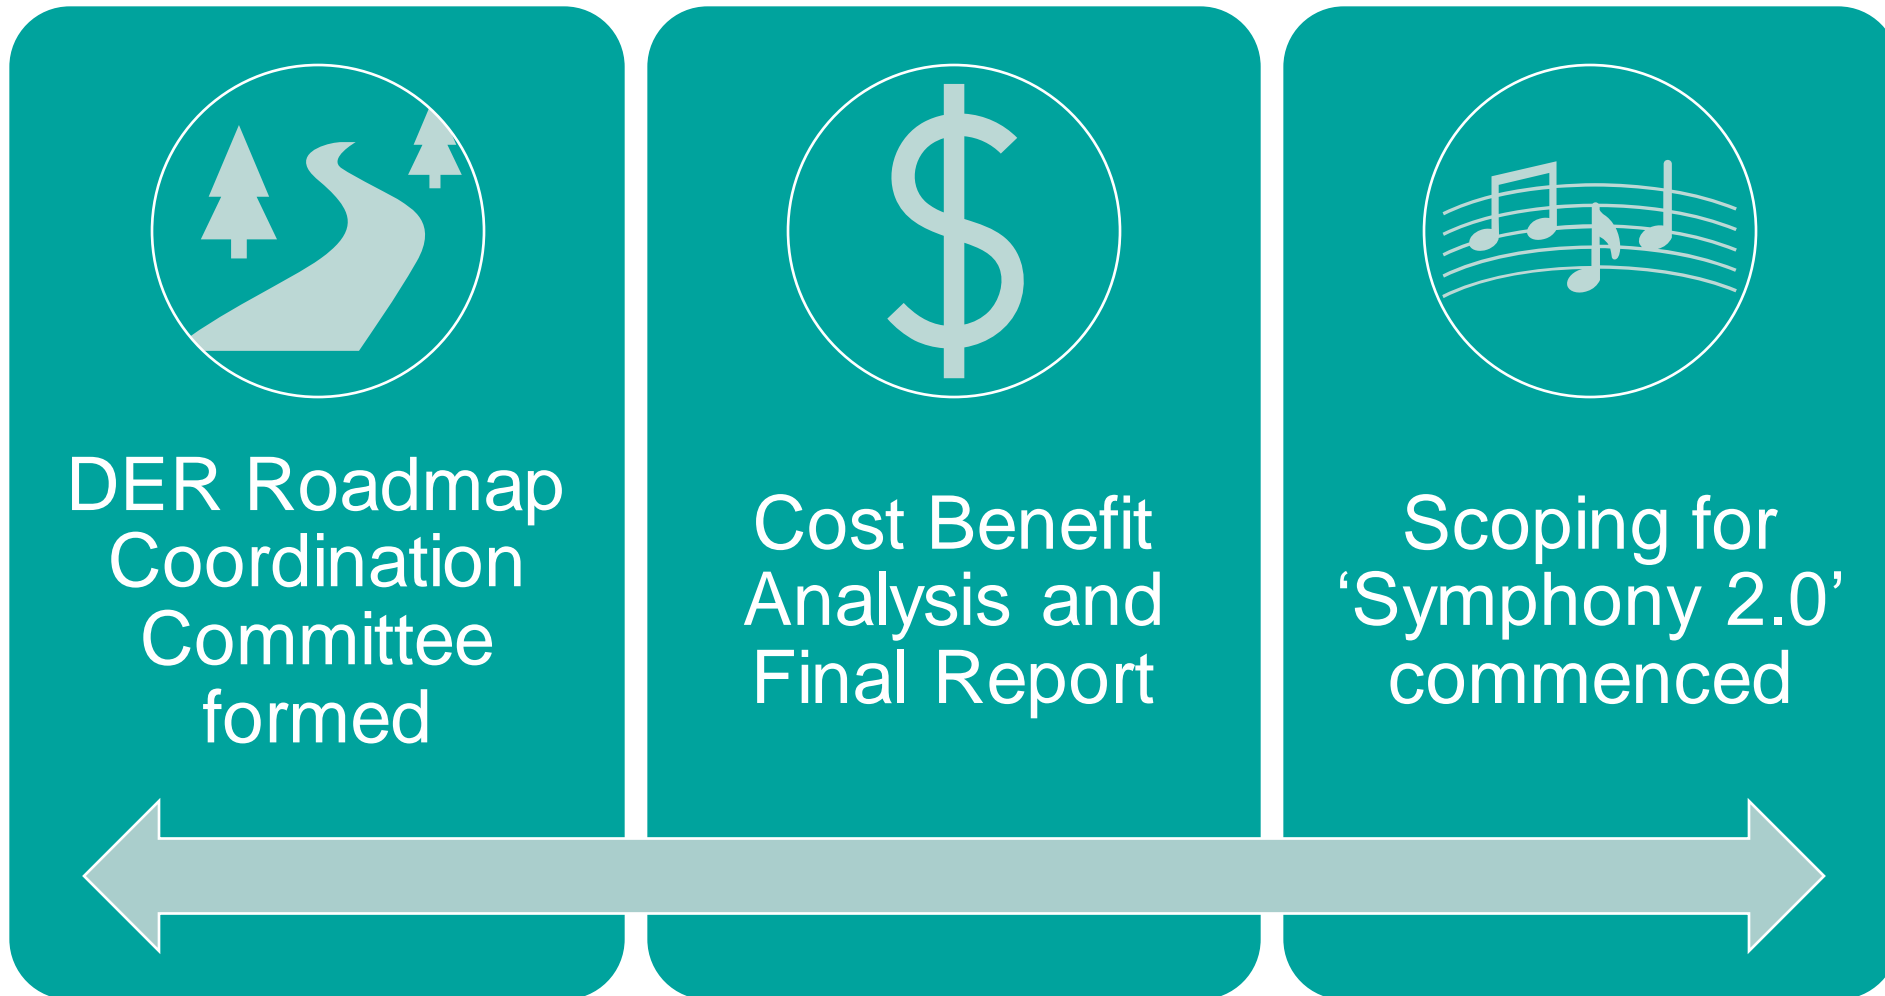 DER Roadmap
Coordination
Committee
formed
Cost Benefit
Analysis and
Final Report
Scoping for
‘Symphony 2.0’
commenced